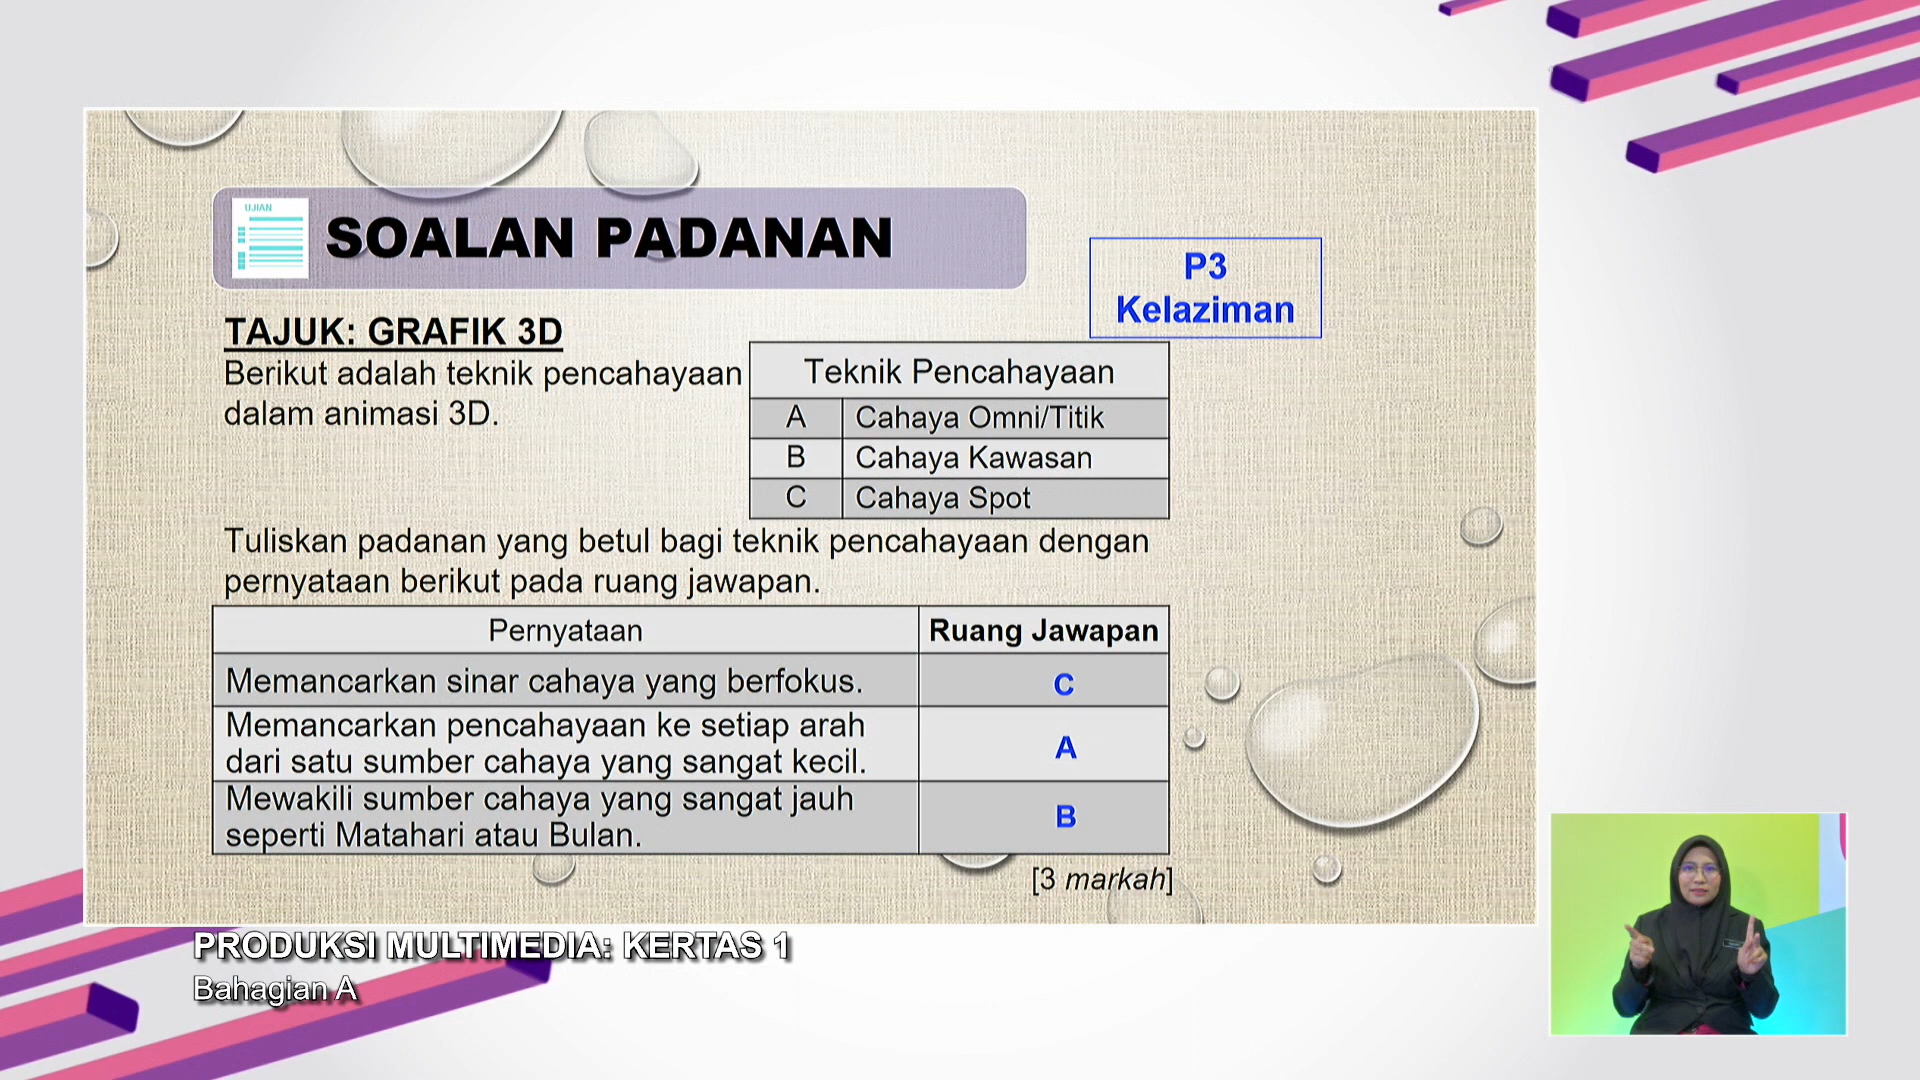 UJIAN
SOALAN PADANAN
P3
Kelaziman
TAJUK: GRAFIK 3D
Berikut adalah teknik pencahayaan
dalam animasi 3D.
Teknik Pencahayaan
A Cahaya Omni/Titik
B Cahaya Kawasan
C Cahaya Spot
Tuliskan padanan yang betul bagi teknik pencahayaan dengan
pernyataan berikut pada ruang jawapan.
Pernyataan Ruang Jawapan
Memancarkan sinar cahaya yang berfokus. C
Memancarkan pencahayaan ke setiap arah
dari satu sumber cahaya yang sangat kecil. A
Mewakili sumber cahaya yang sangat jauh
seperti Matahari atau Bulan. B
[3 markah]
PRODUKSI MULTIMEDIA: KERTAS 1
Bahagian A